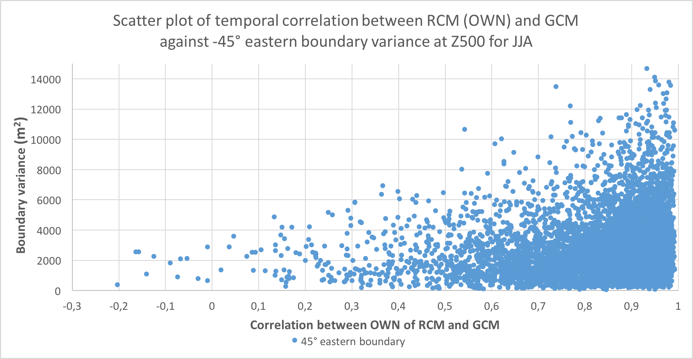 Scatter plot of temporal correlation between RCM (OWN) and GCM
against -45° eastern boundary variance at Z500 for JJA
Boundary variance (m²)
14000
12000
10000
8000
6000
4000
2000
0
-0,3 -0,2 -0,1 0 0,1 0,2 0,3 0,4 0,5 0,6 0,7 0,8 0,9 1
Correlation between OWN of RCM and GCM
45° eastern boundary